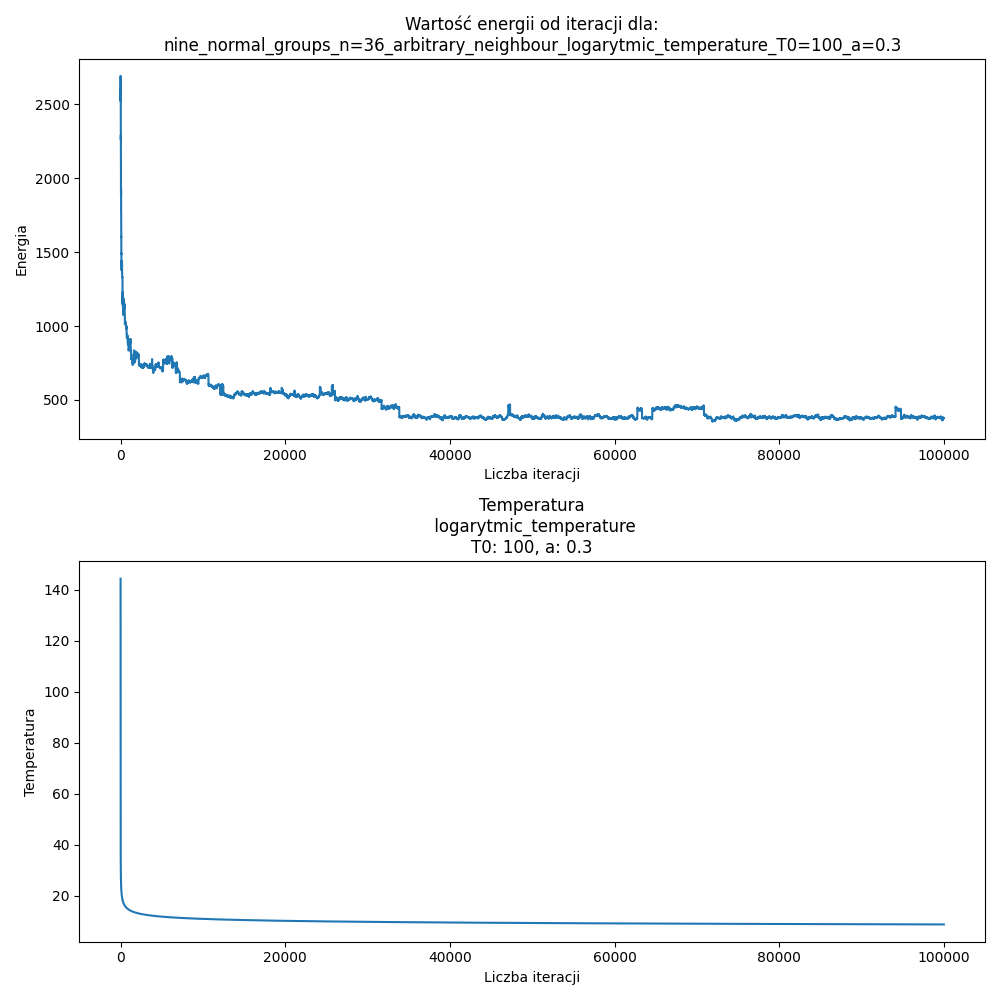 Wartość energii od iteracji dla:
nine_normal_groups_n=36_arbitrary_neighbour_logarytmic_temperature_T0=100_a=0.3
2500
2000
1500
1000
500
Energia
0 20000 40000 60000 80000 100000
Liczba iteracji
Temperatura
logarytmic_temperature
T0: 100, a: 0.3
140
120
100
80
60
40
20
Temperatura
0 20000 40000 60000 80000 100000
Liczba iteracji